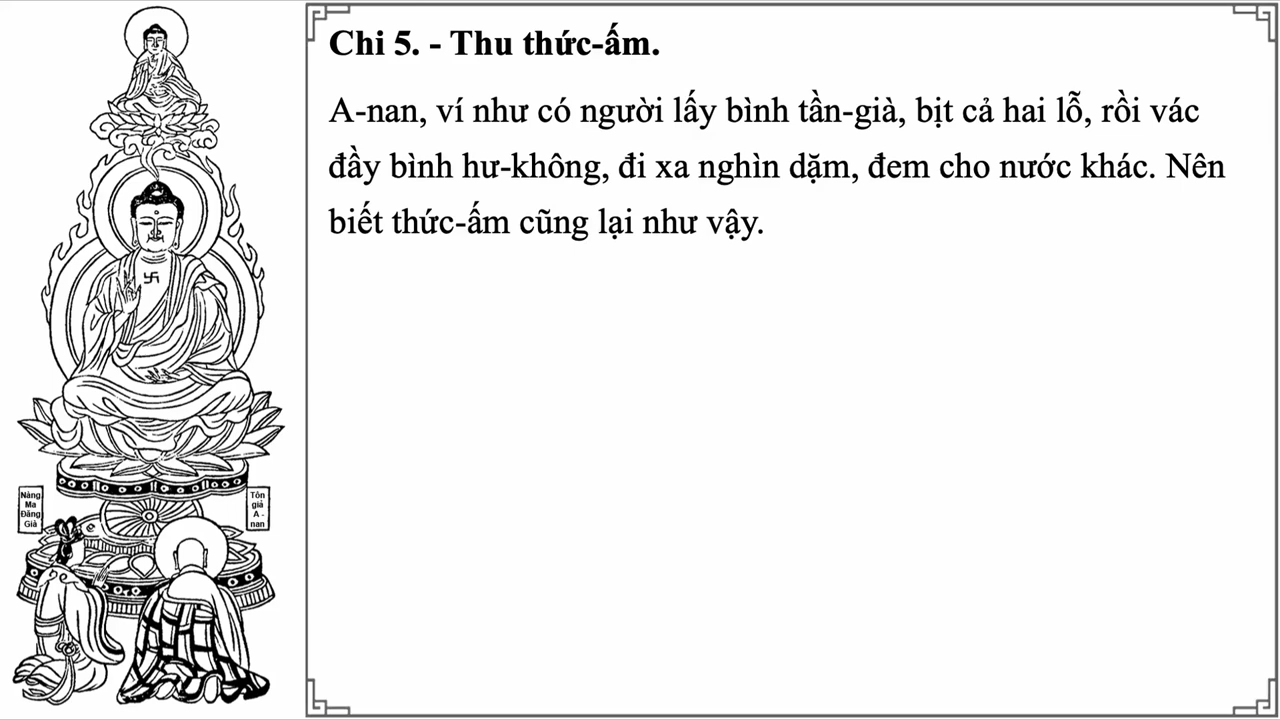 Chi 5. - Thu thức-ấm.
A-nan, ví như có người lấy bình tần-già, bịt cả hai lỗ, rồi vác
đầy bình hư-không, đi xa nghìn dặm, đem cho nước khác. Nên
biết thức-ấm cũng lại như vậy.
Nàng
Ma
Đăng
Già
Tôn
giả
A -
nan